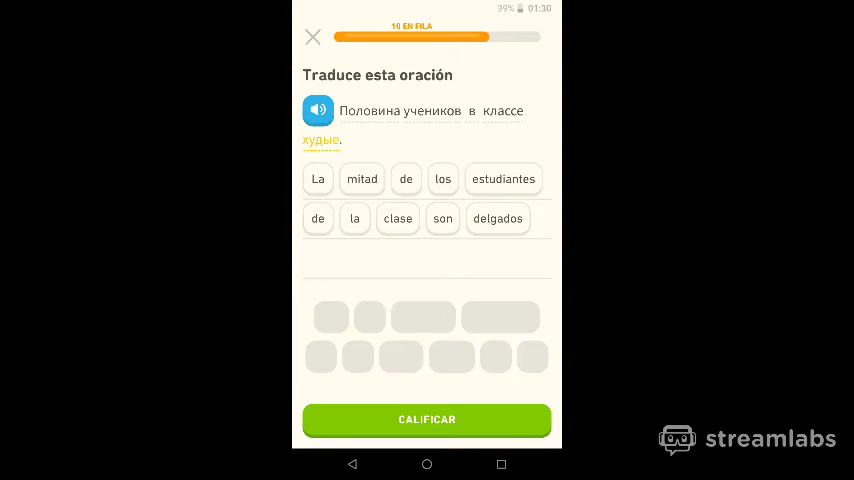 39% 01:30
10 EN FILA
Traduce esta oración
Половина учеников в классе
худые.
La mitad de los estudiantes
de la clase son delgados
CALIFICAR
streamlabs